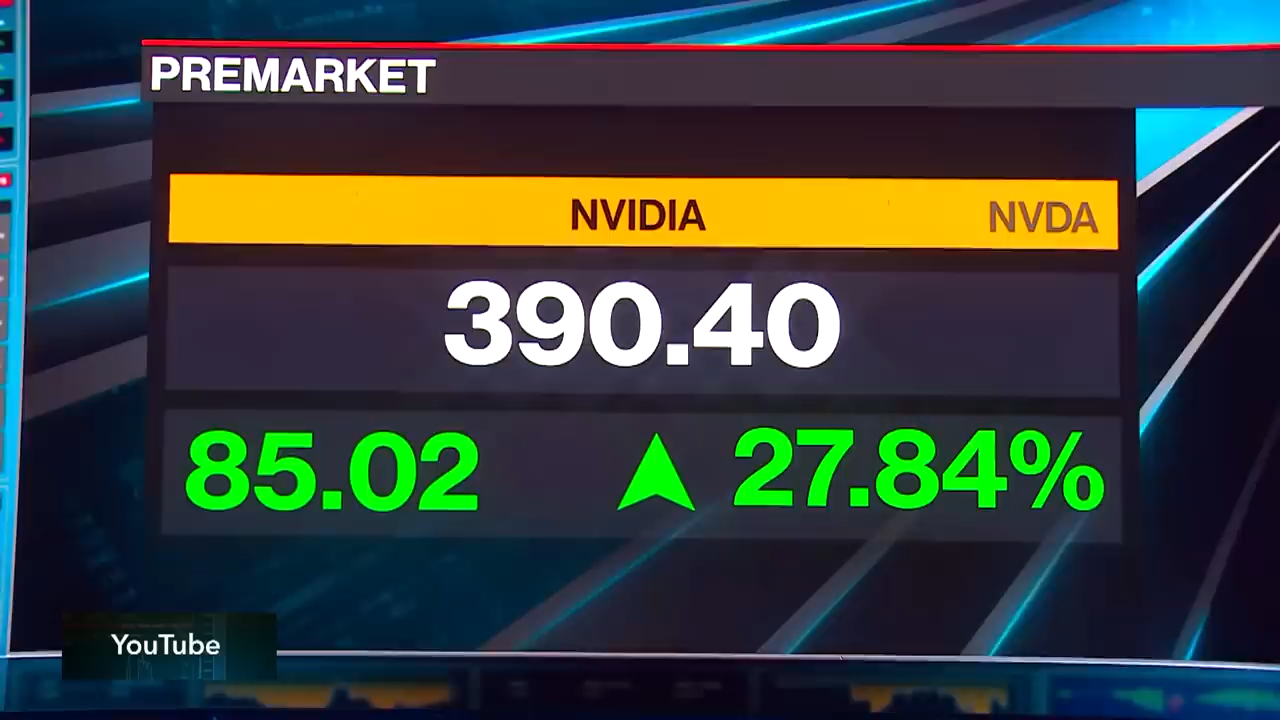 PREMARKET
NVIDIA NVDA
390.40
85.02 ▲ 27.84%
YouTube